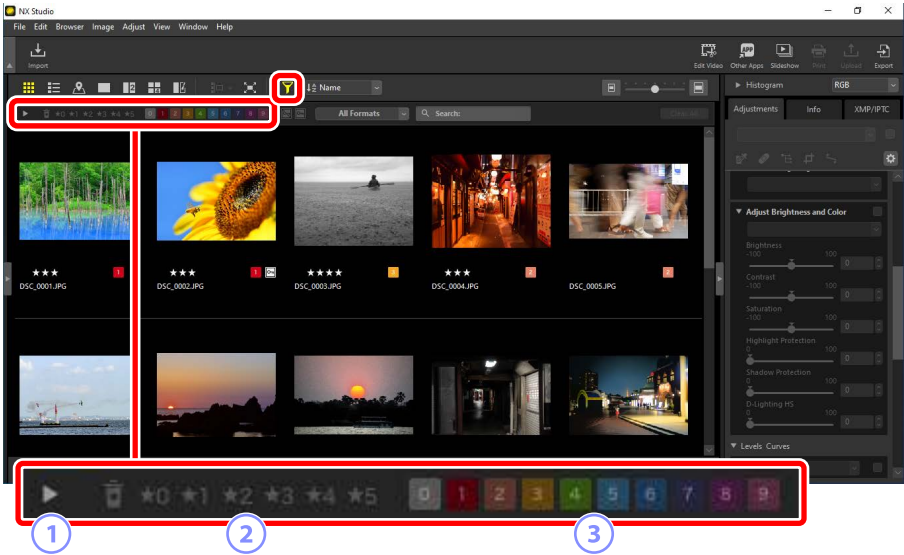 NX Studio
File Edit Browser Image Adjust View Window Help
Import
Edit Video Other Apps Slideshow Print Upload Export
Name
Histogram RGB
★0 ★1 ★2 ★3 ★4 ★5 0 1 2 3 4 5 6 7 8 9
All Formats Search:
Adjustments Info XMP/IPTC
Adjust Brightness and Color
Brightness
-100 100 0
Contrast
-100 100 0
Saturation
-100 100 0
Highlight Protection
0 100 0
Shadow Protection
0 100 0
D-Lighting HS
0 100 0
Levels Curves
★★★ 1
DSC_0001.JPG
★★★ 1
DSC_0002.JPG
★★★★ 3
DSC_0003.JPG
★★★ 2
DSC_0004.JPG
2
DSC_0005.JPG
★0 ★1 ★2 ★3 ★4 ★5 0 1 2 3 4 5 6 7 8 9
1 2 3